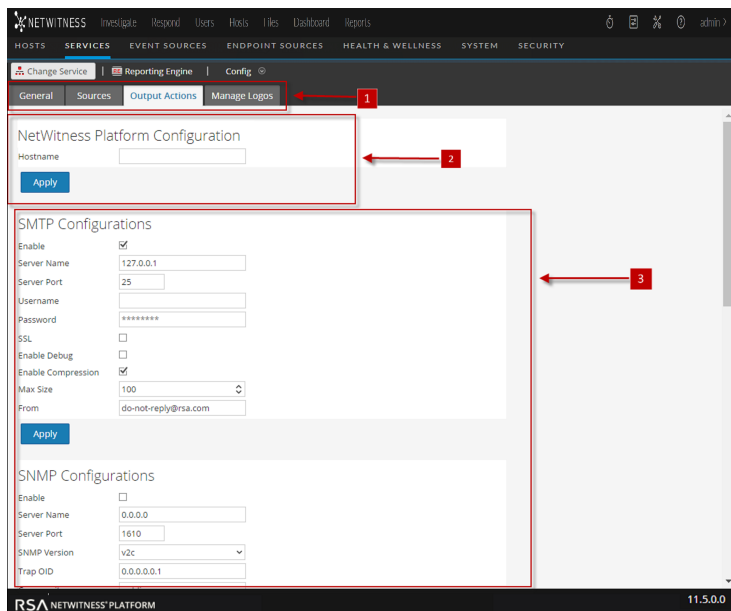 NETWITNESS Investigate Respond Users Hosts Files Dashboard Reports admin >
HOSTS SERVICES EVENT SOURCES ENDPOINT SOURCES HEALTH & WELLNESS SYSTEM SECURITY
Change Service | Reporting Engine | Config
General Sources Output Actions Manage Logos
1
NetWitness Platform Configuration
Hostname
2
Apply
SMTP Configurations
Enable
Server Name 127.0.0.1
3
Server Port 25
Username
Password ********
SSL
Enable Debug
Enable Compression
Max Size 100
From do-not-reply@rsa.com
Apply
SNMP Configurations
Enable
Server Name 0.0.0.0
Server Port 1610
SNMP Version v2c
Trap OID 0.0.0.0.0.1
RSA NETWITNESS® PLATFORM 11.5.0.0